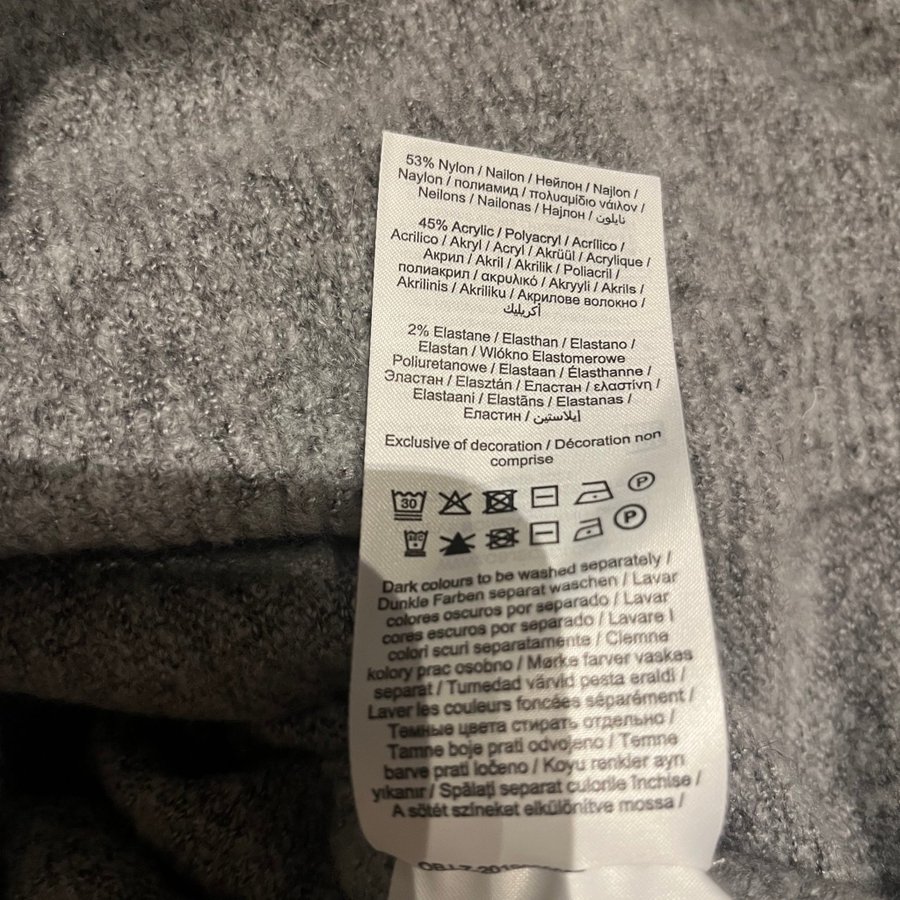 53% Nylon / Nailon / Нейлон / Najlon /
Naylon / полиамид / πολυαμίδιο νάιλον /
Neilons / Nailonas / Најлон / نايلون
45% Acrylic / Polyacryl / Acrílico /
Acrilico / Akryl / Acryl / Akrüül / Acrylique /
Акрил / Akril / Akrilik / Poliacril /
полиакрил / ακρυλικό / Akryyli / Akrils /
Akrilinis / Akriliku / Акрилове волокно /
أكريليك
2% Elastane / Elasthan / Elastano /
Elastan / Wlókno Elastomerowe
Poliuretanowe / Elastaan / Élasthanne /
Эластан / Elasztán / Еластан / ελαστίνη /
Elastaani / Elastāns / Elastanas /
Еластин / إيلاستين
Exclusive of decoration / Décoration non
comprise
30
P
P
Dark colours to be washed separately /
Dunkle Farben separat waschen / Lavar
colores oscuros por separado / Lavar
cores escuros por separado / Lavare I
colori scuri separatamente / Ciemne
kolory prac osobno / Mørke farver vaskes
separat / Tumedad värvid pesta eraldi /
Laver les couleurs foncées séparément /
Темные цвета стирать отдельно /
Tamne boje prati odvojeno / Temne
barve prati ločeno / Koyu renkler ayrı
yıkanır / Spălați separat culorile închise /
A sötét színeket elkülönítve mossa /